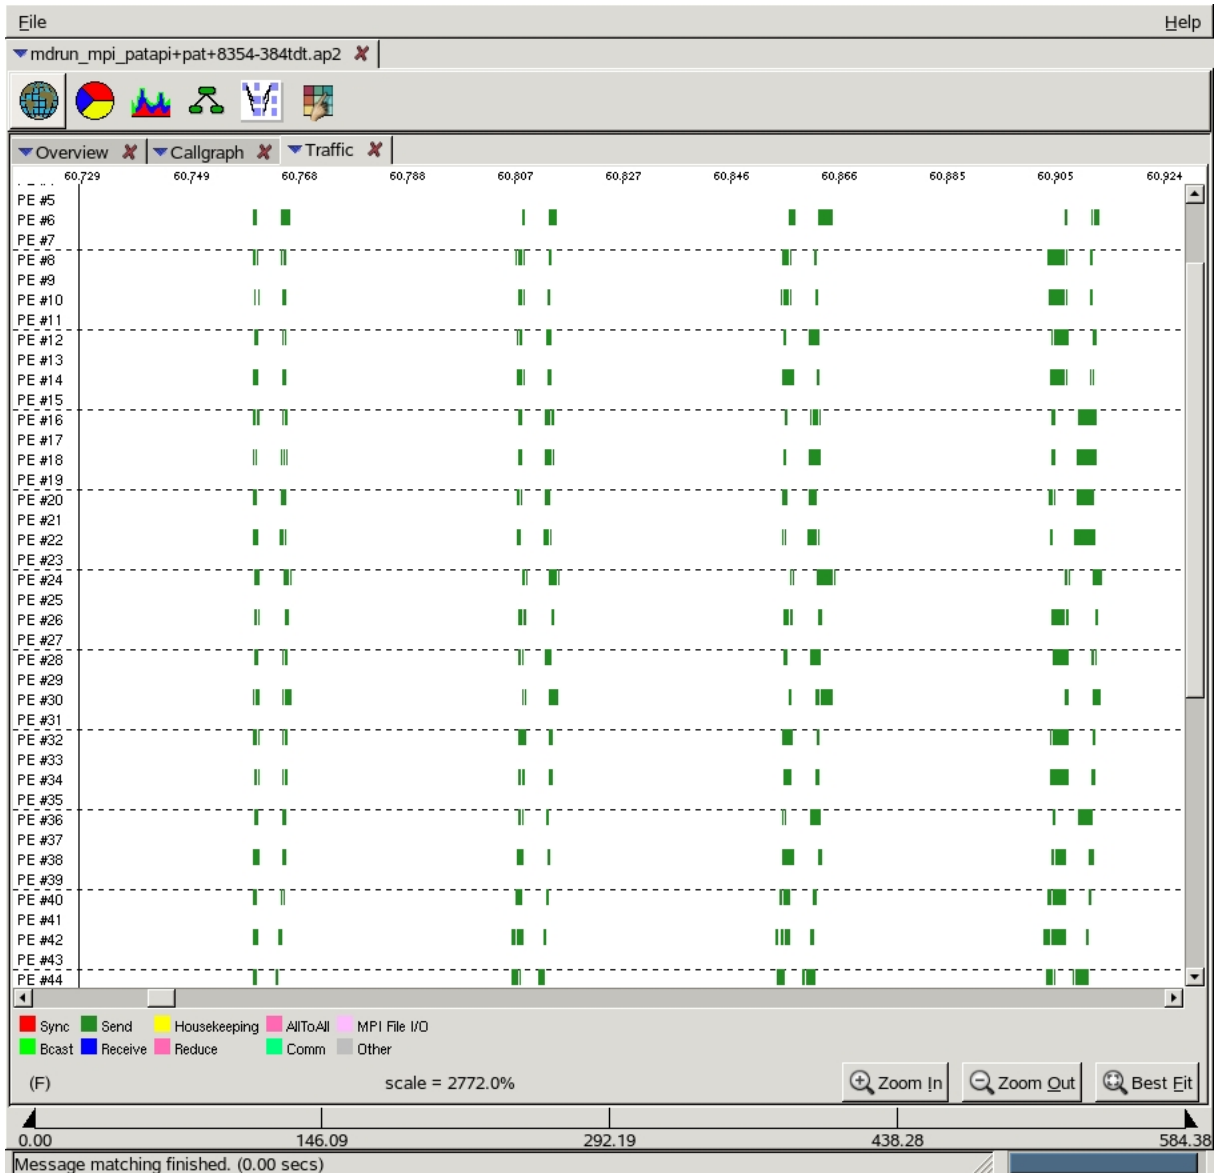 File Help
mdrun_mpi_patapi+pat+8354-384tdt.ap2
Overview Callgraph Traffic
60.729 60.749 60.768 60.788 60.807 60.827 60.846 60.866 60.885 60.905 60.924
PE #5
PE #6
PE #7
PE #8
PE #9
PE #10
PE #11
PE #12
PE #13
PE #14
PE #15
PE #16
PE #17
PE #18
PE #19
PE #20
PE #21
PE #22
PE #23
PE #24
PE #25
PE #26
PE #27
PE #28
PE #29
PE #30
PE #31
PE #32
PE #33
PE #34
PE #35
PE #36
PE #37
PE #38
PE #39
PE #40
PE #41
PE #42
PE #43
PE #44
Sync Send Housekeeping AllToAll MPI File I/O
Bcast Receive Reduce Comm Other
(F) scale = 2772.0% Zoom In Zoom Out Best Fit
0.00 146.09 292.19 438.28 584.38
Message matching finished. (0.00 secs)